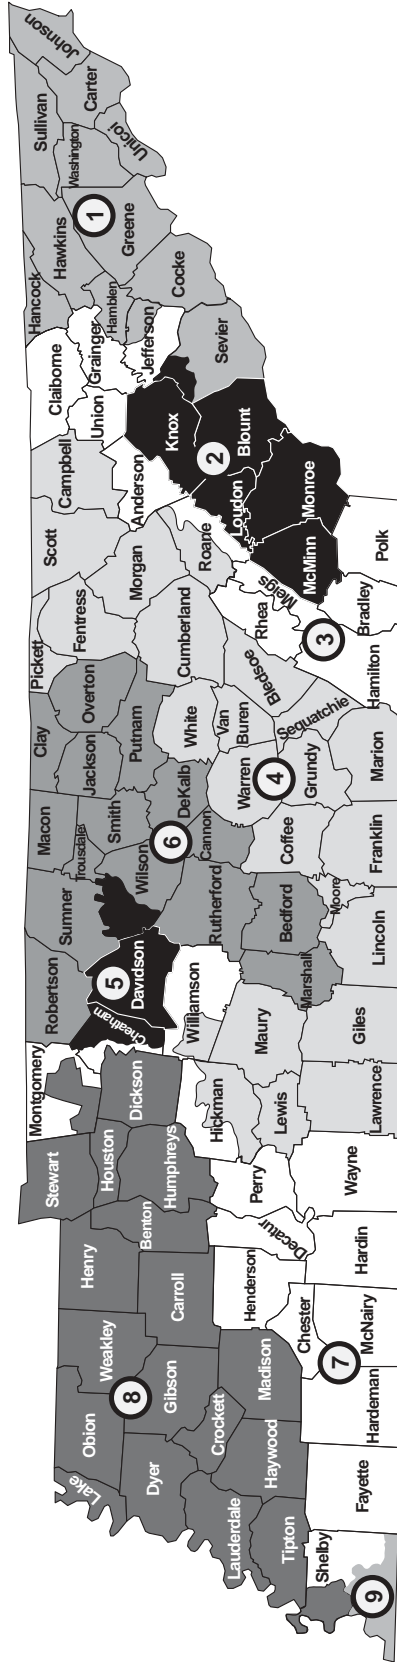 Johnson
Carter
Sullivan
Unicoi
Washington
1
Greene
Hawkins
Hancock
Hamblen
Cocke
Grainger
Jefferson
Sevier
Claiborne
Union
Knox
2
Blount
Campbell
Anderson
Loudon
Monroe
Scott
Morgan
Roane
McMinn
Polk
Meigs
Rhea
3
Bradley
Hamilton
Pickett
Fentress
Cumberland
Bledsoe
Sequatchie
Clay
Overton
Putnam
White
Van
Buren
Jackson
DeKalb
Warren
4
Grundy
Marion
Macon
Smith
Trousdale
6
Cannon
Coffee
Franklin
Sumner
Wilson
Rutherford
Bedford
Moore
Lincoln
Robertson
5
Davidson
Cheatham
Williamson
Marshall
Maury
Giles
Montgomery
Dickson
Hickman
Lewis
Lawrence
Stewart
Houston
Humphreys
Perry
Wayne
Benton
Decatur
Henry
Carroll
Henderson
Hardin
Weakley
Chester
McNairy
8
Gibson
Madison
7
Hardeman
Obion
Crockett
Haywood
Lake
Dyer
Fayette
Lauderdale
Tipton
Shelby
9